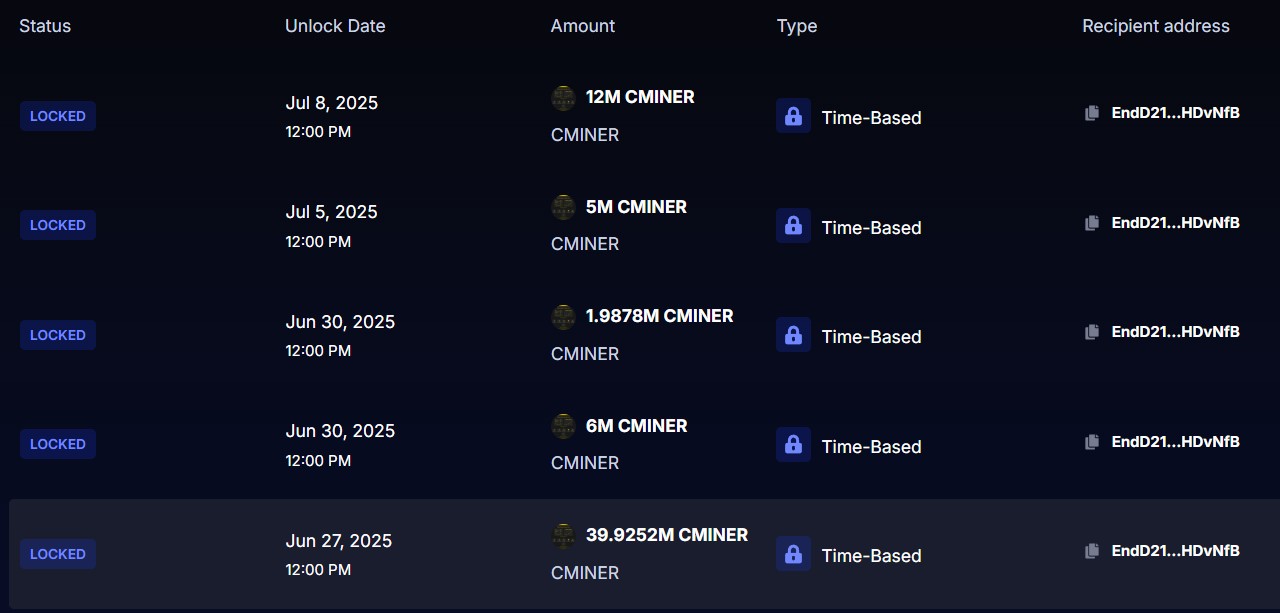 Status Unlock Date Amount Type Recipient address
LOCKED Jul 8, 2025 12M CMINER Time-Based EndD21...HDvNfB
12:00 PM CMINER
LOCKED Jul 5, 2025 5M CMINER Time-Based EndD21...HDvNfB
12:00 PM CMINER
LOCKED Jun 30, 2025 1.9878M CMINER Time-Based EndD21...HDvNfB
12:00 PM CMINER
LOCKED Jun 30, 2025 6M CMINER Time-Based EndD21...HDvNfB
12:00 PM CMINER
LOCKED Jun 27, 2025 39.9252M CMINER Time-Based EndD21...HDvNfB
12:00 PM CMINER